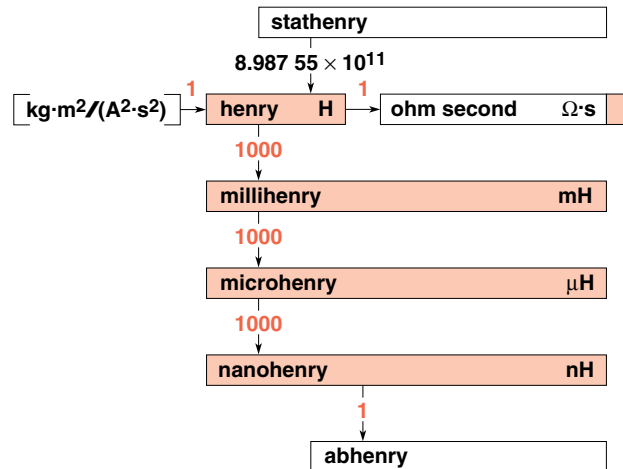 stathenry
8.987 55 × 10¹¹
[kg·m²/(A²·s²)] 1 henry H 1 ohm second Ω·s
1000
millihenry mH
1000
microhenry μH
1000
nanohenry nH
1
abhenry